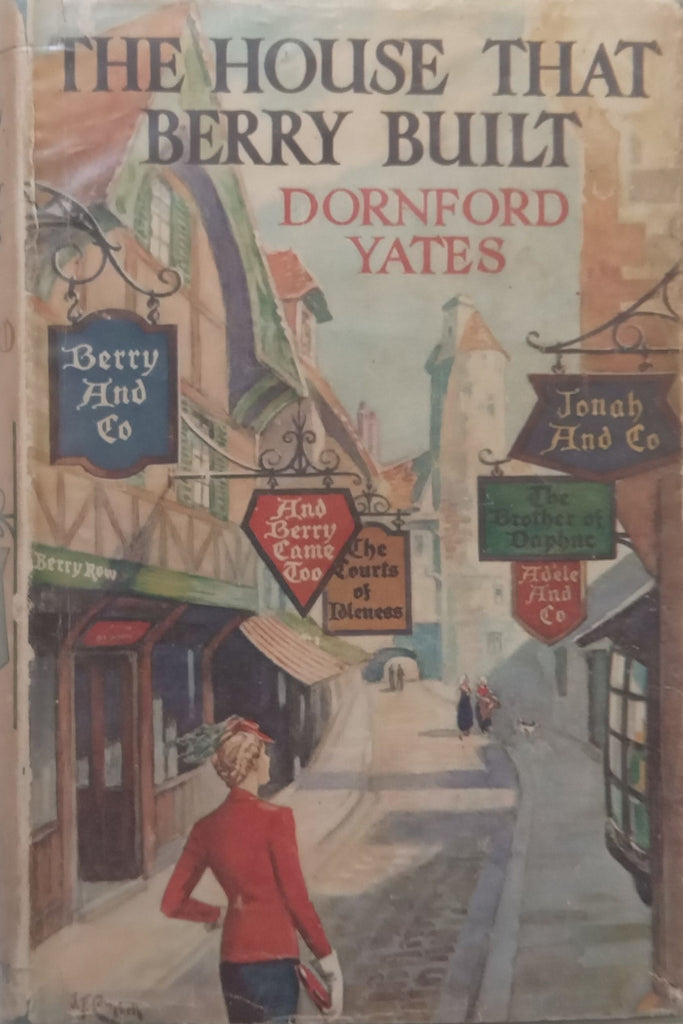 THE HOUSE THAT
BERRY BUILT
DORNFORD
YATES
Berry
And
Co
Jonah
And Co
And
Berry
Came
Too
The
Courts
of
Idleness
The
Brother of
Daphne
Adèle
And
Co
Berry Row